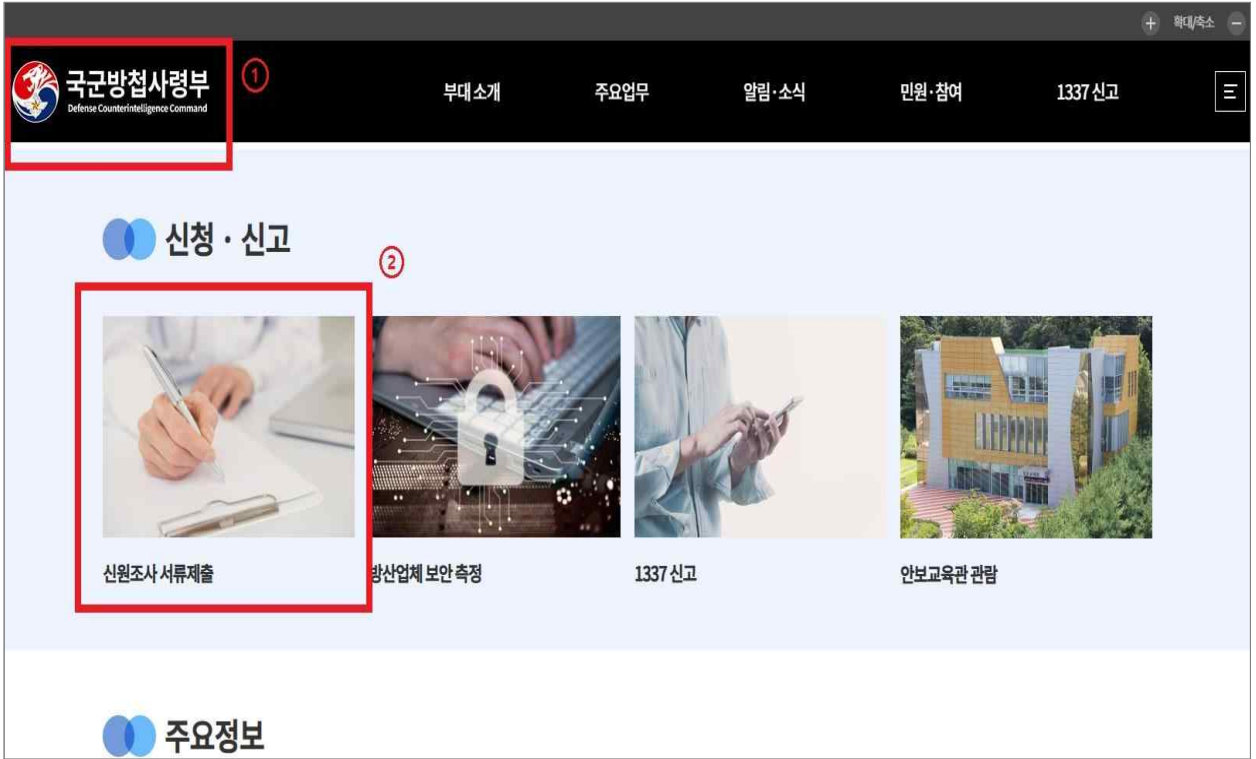 확대/축소
국군방첩사령부
Defense Counterintelligence Command
①
부대 소개
주요업무
알림·소식
민원·참여
1337 신고
신청·신고
②
신원조사 서류제출
방산업체 보안 측정
1337 신고
안보교육관 관람
주요정보